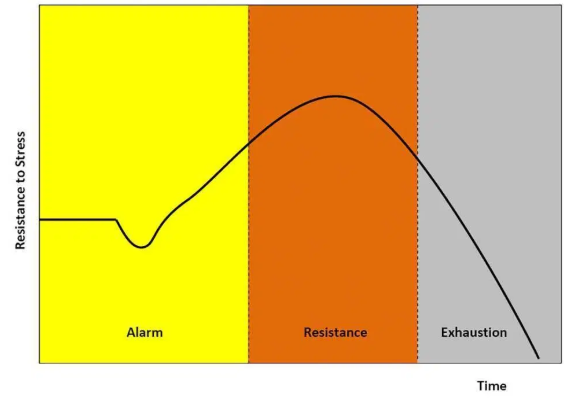 Resistance to Stress
Alarm
Resistance
Exhaustion
Time